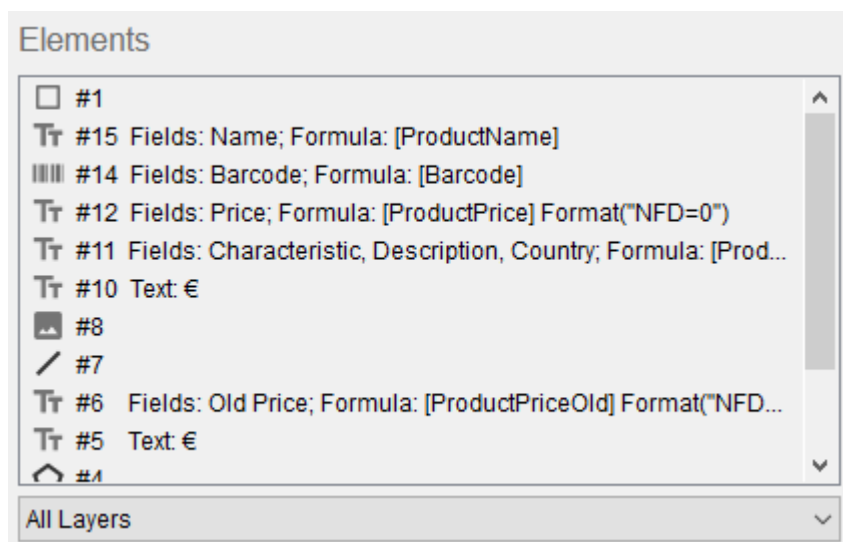 Elements
#1
#15 Fields: Name; Formula: [ProductName]
#14 Fields: Barcode; Formula: [Barcode]
#12 Fields: Price; Formula: [ProductPrice] Format("NFD=0")
#11 Fields: Characteristic, Description, Country; Formula: [Prod...
#10 Text: €
#8
#7
#6 Fields: Old Price; Formula: [ProductPriceOld] Format("NFD...
#5 Text: €
#4
All Layers